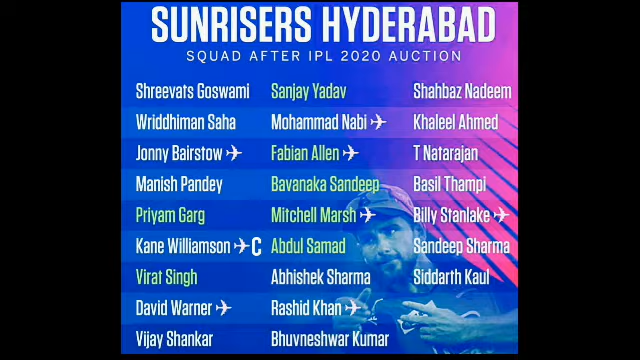 SUNRISERS HYDERABAD
SQUAD AFTER IPL 2020 AUCTION
Shreevats Goswami
Wriddhiman Saha
Jonny Bairstow
Manish Pandey
Priyam Garg
Kane Williamson C
Virat Singh
David Warner
Vijay Shankar
Sanjay Yadav
Mohammad Nabi
Fabian Allen
Bavanaka Sandeep
Mitchell Marsh
Abdul Samad
Abhishek Sharma
Rashid Khan
Bhuvneshwar Kumar
Shahbaz Nadeem
Khaleel Ahmed
T Natarajan
Basil Thampi
Billy Stanlake
Sandeep Sharma
Siddarth Kaul